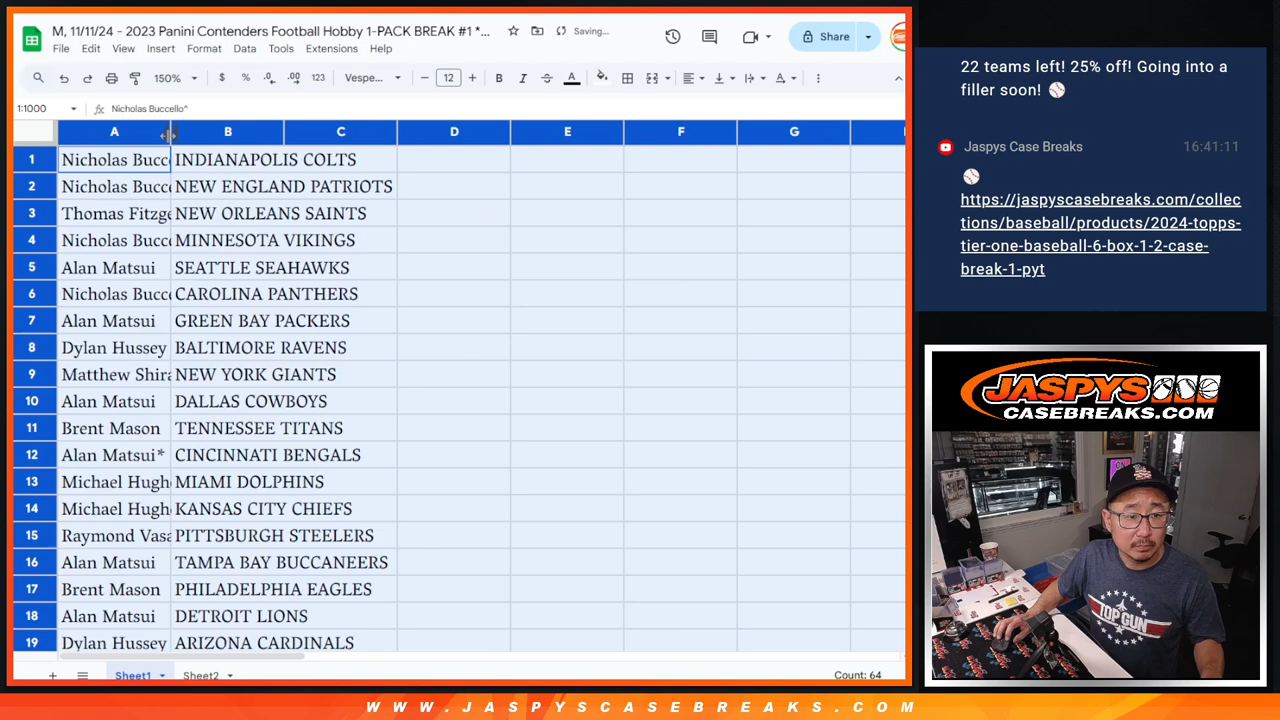 M, 11/11/24 - 2023 Panini Contenders Football Hobby 1-PACK BREAK #1 *...
Saving...
File Edit View Insert Format Data Tools Extensions Help
Share
150% $ % .0 .00 123 Vespe... 12 B I A
1:1000 fx Nicholas Buccello^
A B C D E F G
1 Nicholas Bucc INDIANAPOLIS COLTS
2 Nicholas Bucc NEW ENGLAND PATRIOTS
3 Thomas Fitzge NEW ORLEANS SAINTS
4 Nicholas Bucc MINNESOTA VIKINGS
5 Alan Matsui SEATTLE SEAHAWKS
6 Nicholas Bucc CAROLINA PANTHERS
7 Alan Matsui GREEN BAY PACKERS
8 Dylan Hussey BALTIMORE RAVENS
9 Matthew Shira NEW YORK GIANTS
10 Alan Matsui DALLAS COWBOYS
11 Brent Mason TENNESSEE TITANS
12 Alan Matsui* CINCINNATI BENGALS
13 Michael Hugh MIAMI DOLPHINS
14 Michael Hugh KANSAS CITY CHIEFS
15 Raymond Vasa PITTSBURGH STEELERS
16 Alan Matsui TAMPA BAY BUCCANEERS
17 Brent Mason PHILADELPHIA EAGLES
18 Alan Matsui DETROIT LIONS
19 Dylan Hussey ARIZONA CARDINALS
Sheet1 Sheet2 Count: 64
22 teams left! 25% off! Going into a
filler soon!
Jaspys Case Breaks 16:41:11
https://jaspyscasebreaks.com/collec
tions/baseball/products/2024-topps-
tier-one-baseball-6-box-1-2-case-
break-1-pyt
JASPYS
CASEBREAKS.COM
TOP GUN
WWW.JASPYSCASEBREAKS.COM